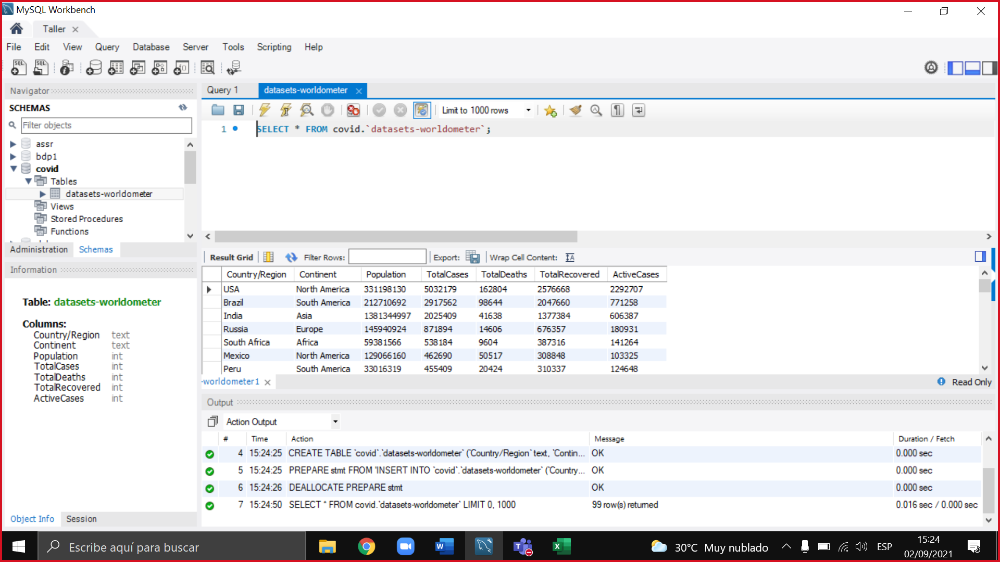 MySQL Workbench
Taller
File Edit View Query Database Server Tools Scripting Help
Navigator
SCHEMAS
Filter objects
assr
bdp1
covid
Tables
datasets-worldometer
Views
Stored Procedures
Functions
Administration Schemas
Information
Table: datasets-worldometer
Columns:
Country/Region text
Continent text
Population int
TotalCases int
TotalDeaths int
TotalRecovered int
ActiveCases int
Object Info Session
Query 1 datasets-worldometer
Limit to 1000 rows
1 SELECT * FROM covid.`datasets-worldometer`;
Result Grid Filter Rows: Export: Wrap Cell Content:
Country/Region Continent Population TotalCases TotalDeaths TotalRecovered ActiveCases
USA North America 331198130 5032179 162804 2576668 2292707
Brazil South America 212710692 2917562 98644 2047660 771258
India Asia 1381344997 2025409 41638 1377384 606387
Russia Europe 145940924 871894 14606 676357 180931
South Africa Africa 59381566 538184 9604 387316 141264
Mexico North America 129066160 462690 50517 308848 103325
Peru South America 33016319 455409 20424 310337 124648
-worldometer1
Read Only
Output
Action Output
# Time Action Message Duration / Fetch
4 15:24:25 CREATE TABLE `covid`.`datasets-worldometer` (`Country/Region` text, `Contin... OK 0.000 sec
5 15:24:25 PREPARE stmt FROM 'INSERT INTO `covid`.`datasets-worldometer` (`Country... OK 0.000 sec
6 15:24:26 DEALLOCATE PREPARE stmt OK 0.000 sec
7 15:24:50 SELECT * FROM covid.`datasets-worldometer` LIMIT 0, 1000 99 row(s) returned 0.016 sec / 0.000 sec
Escribe aquí para buscar
30°C Muy nublado
ESP
15:24
02/09/2021